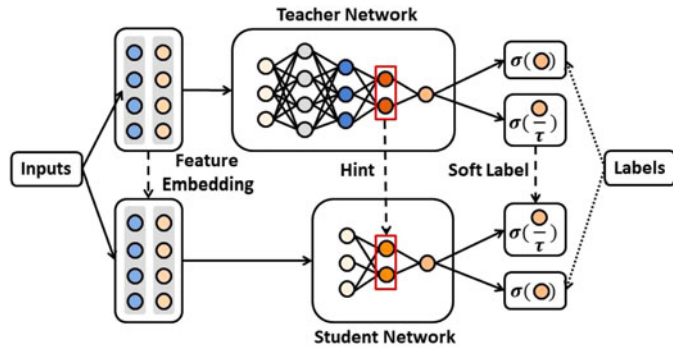 Teacher Network
σ( )
σ( /τ)
Inputs
Feature
Embedding
Hint
Soft Label
Labels
σ( /τ)
σ( )
Student Network